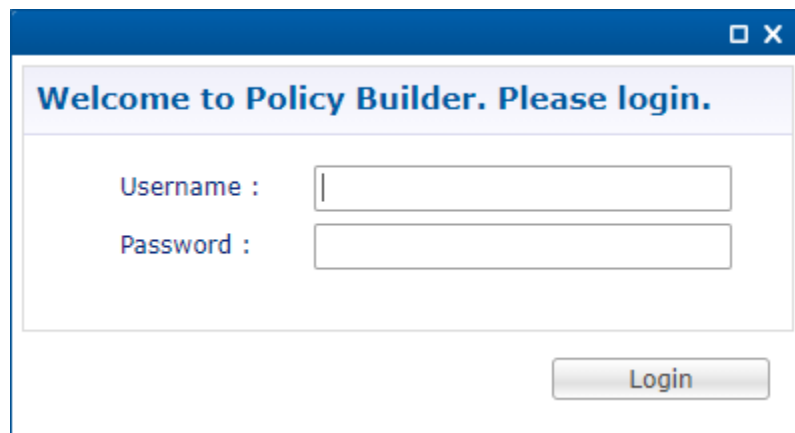 Welcome to Policy Builder. Please login.
Username :
Password :
Login